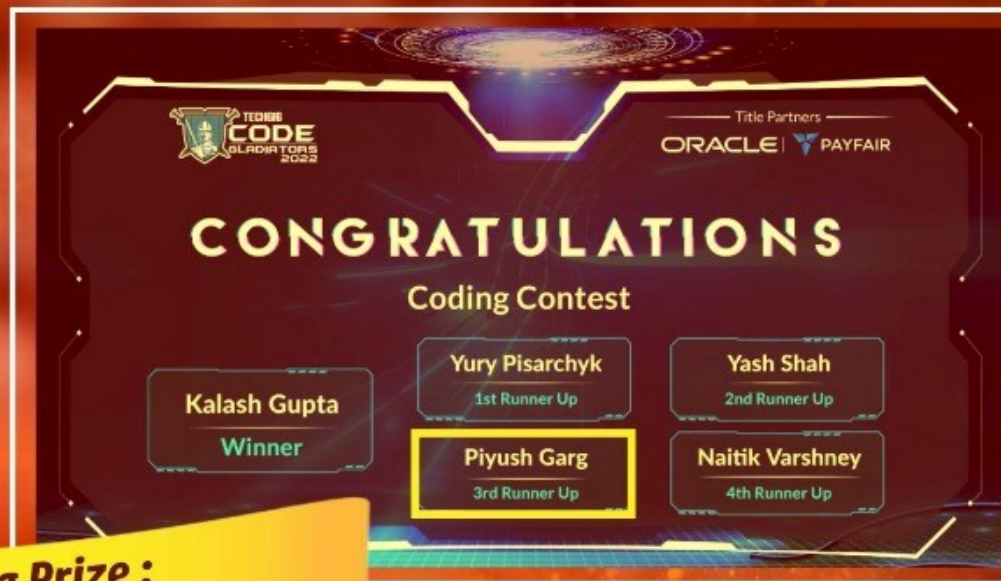 TECHGIG
CODE
GLADIATORS
2022
Title Partners
ORACLE | PAYFAIR
CONGRATULATIONS
Coding Contest
Kalash Gupta
Winner
Yury Pisarchyk
1st Runner Up
Yash Shah
2nd Runner Up
Piyush Garg
3rd Runner Up
Naitik Varshney
4th Runner Up
Prize :